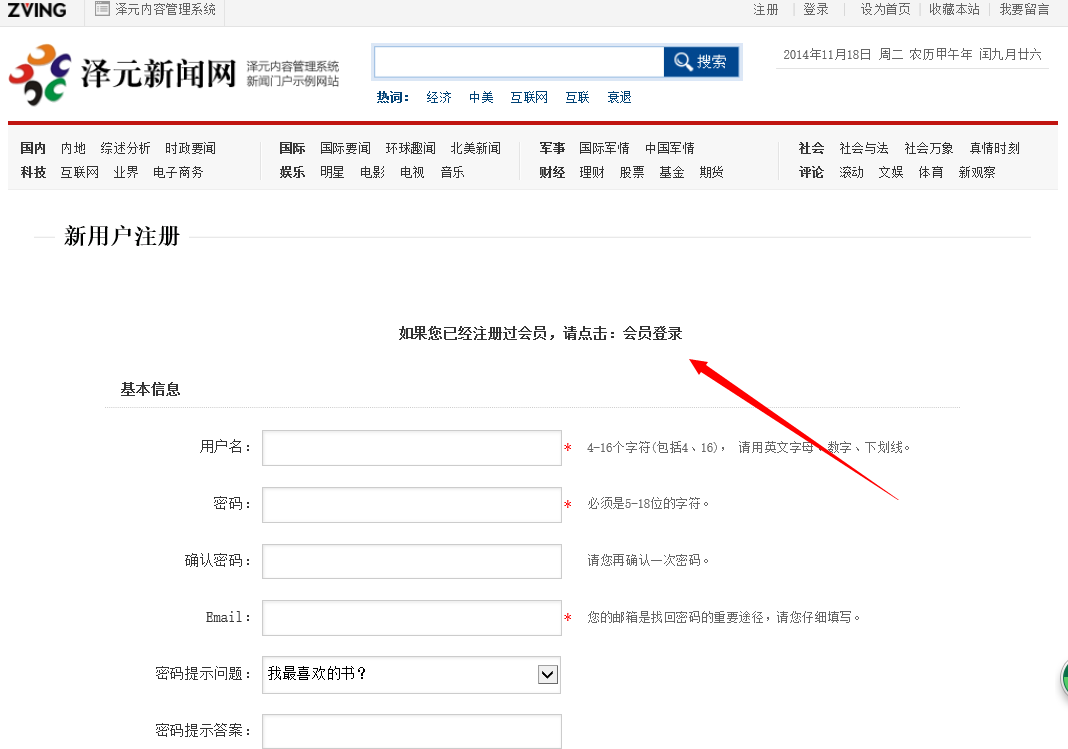 ZVING 泽元内容管理系统 注册 登录 设为首页 收藏本站 我要留言
泽元新闻网
泽元内容管理系统
新闻门户示例网站
搜索
2014年11月18日 周二 农历甲午年 闰九月廿六
热词: 经济 中美 互联网 互联 衰退
国内 内地 综述分析 时政要闻 国际 国际要闻 环球趣闻 北美新闻 军事 国际军情 中国军情 社会 社会与法 社会万象 真情时刻
科技 互联网 业界 电子商务 娱乐 明星 电影 电视 音乐 财经 理财 股票 基金 期货 评论 滚动 文娱 体育 新观察
新用户注册
如果您已经注册过会员，请点击：会员登录
基本信息
用户名： * 4-16个字符(包括4、16)， 请用英文字母、数字、下划线。
密码： * 必须是5-18位的字符。
确认密码： 请您再确认一次密码。
Email： * 您的邮箱是找回密码的重要途径，请您仔细填写。
密码提示问题： 我最喜欢的书？
密码提示答案：